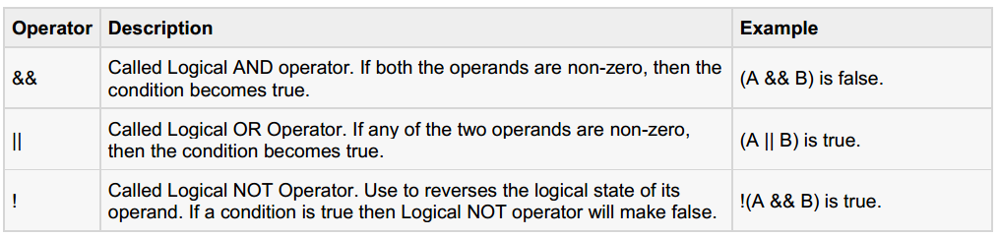 Operator Description Example
&& Called Logical AND operator. If both the operands are non-zero, then the
condition becomes true. (A && B) is false.
|| Called Logical OR Operator. If any of the two operands are non-zero,
then the condition becomes true. (A || B) is true.
! Called Logical NOT Operator. Use to reverses the logical state of its
operand. If a condition is true then Logical NOT operator will make false. !(A && B) is true.